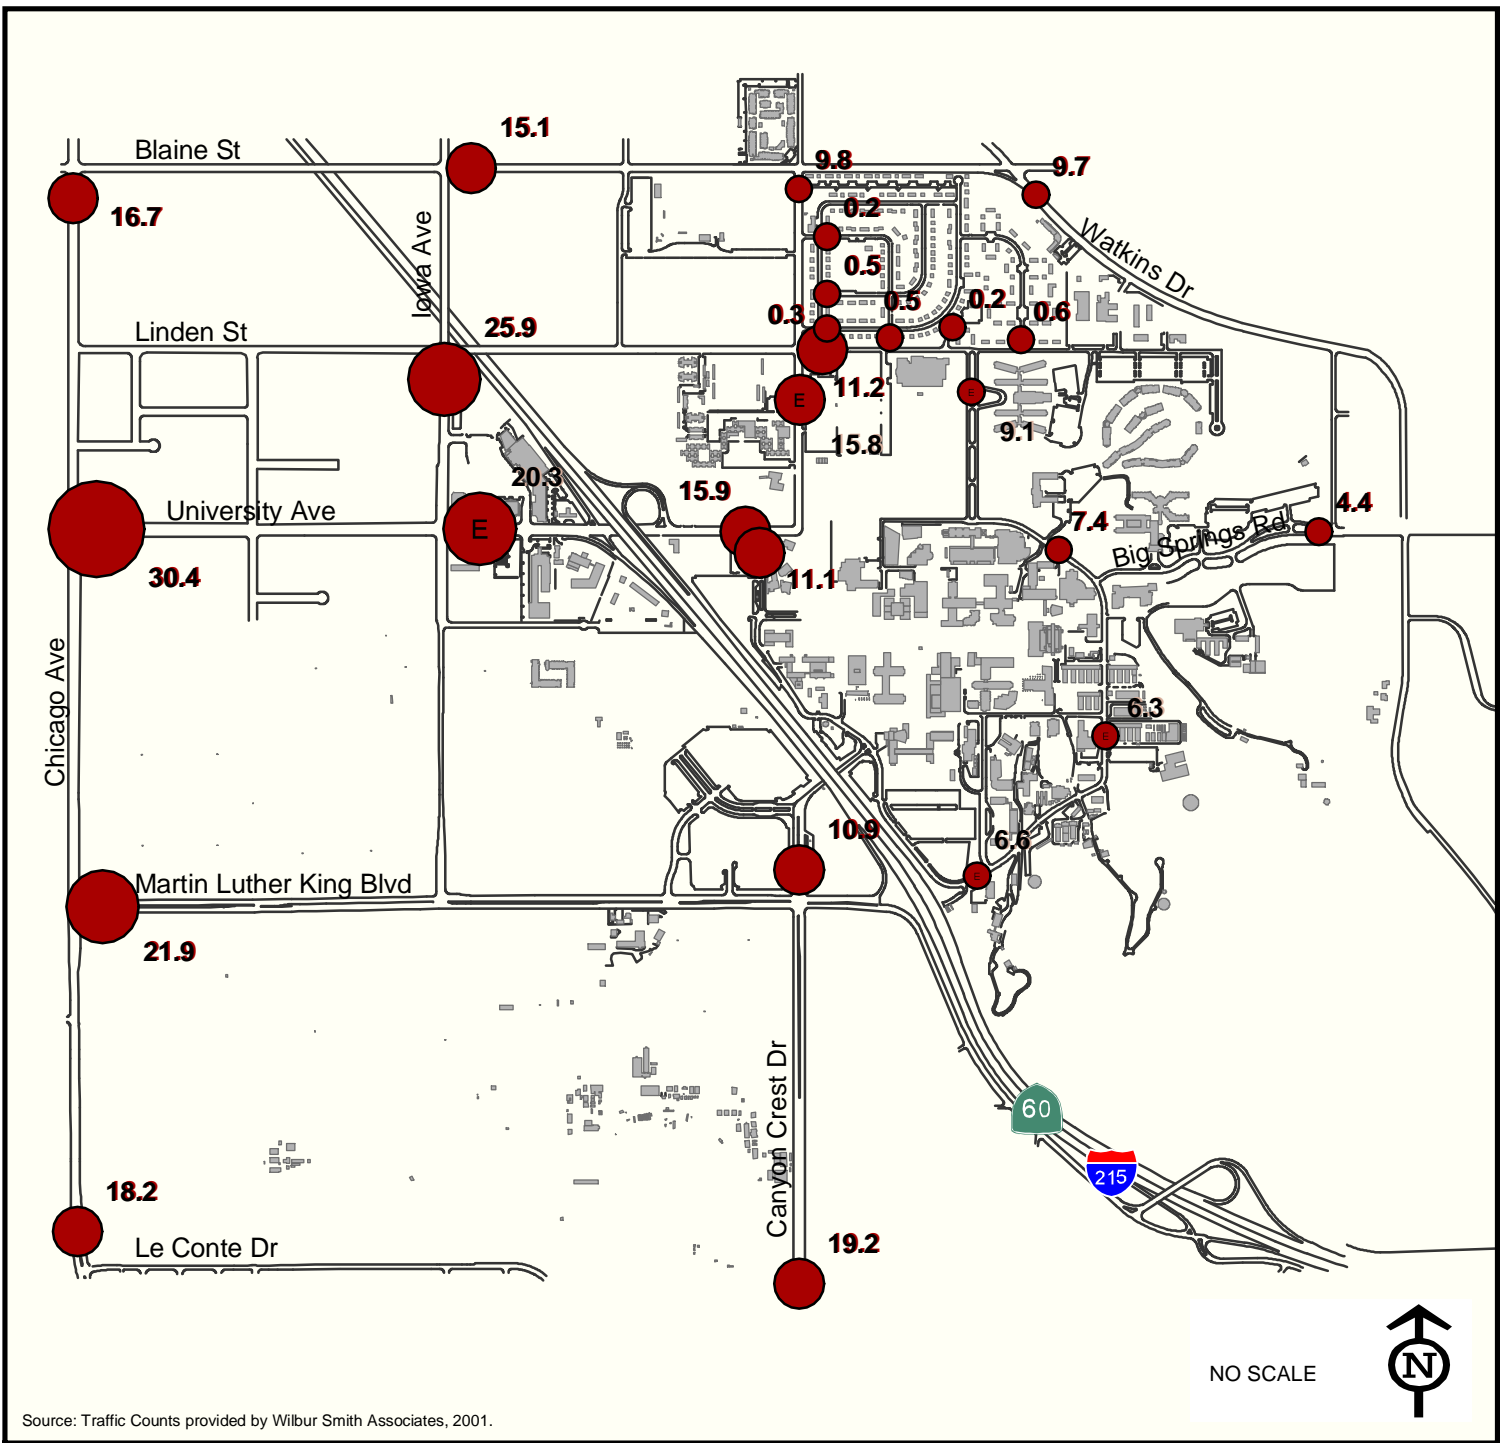 15.1
Blaine St
9.8
9.7
16.7
0.2
Iowa Ave
Watkins Dr
0.5
0.5
0.2
0.3
0.6
25.9
Linden St
11.2
E
E
9.1
15.8
20.3
15.9
4.4
University Ave
7.4
E
Big Springs Rd
30.4
11.1
Chicago Ave
6.3
E
10.9
6.6
E
Martin Luther King Blvd
21.9
Canyon Crest Dr
60
215
18.2
Le Conte Dr
19.2
NO SCALE
N
Source: Traffic Counts provided by Wilbur Smith Associates, 2001.